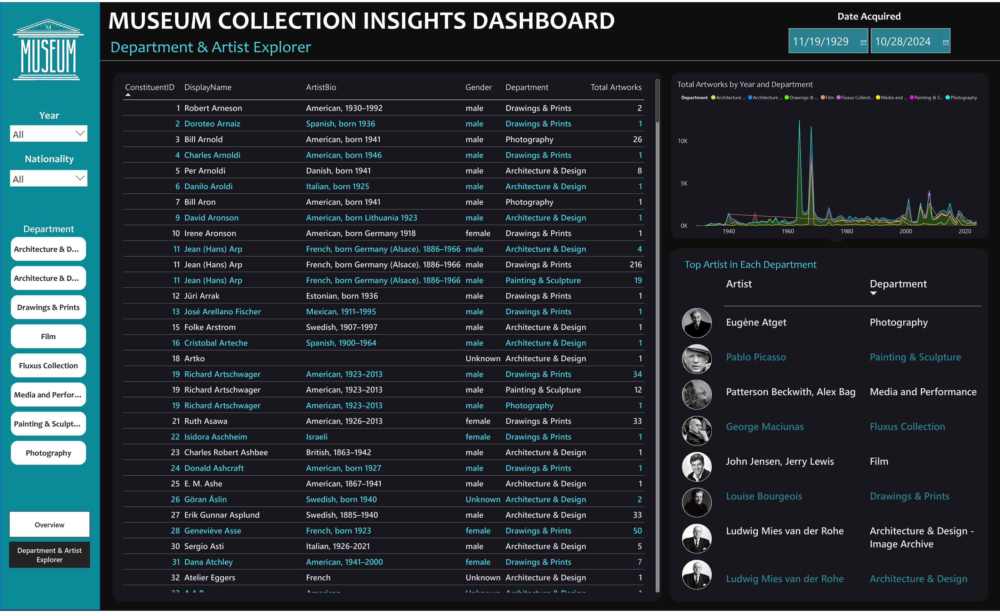 M
MUSEUM
MUSEUM COLLECTION INSIGHTS DASHBOARD
Department & Artist Explorer
Date Acquired
11/19/1929 10/28/2024
Year
All
Nationality
All
Department
Architecture & D...
Architecture & D...
Drawings & Prints
Film
Fluxus Collection
Media and Perfor...
Painting & Sculpt...
Photography
Overview
Department & Artist
Explorer
ConstituentID DisplayName ArtistBio Gender Department Total Artworks
1 Robert Arneson American, 1930–1992 male Drawings & Prints 2
2 Doroteo Arnaiz Spanish, born 1936 male Drawings & Prints 1
3 Bill Arnold American, born 1941 male Photography 26
4 Charles Arnoldi American, born 1946 male Drawings & Prints 1
5 Per Arnoldi Danish, born 1941 male Architecture & Design 8
6 Danilo Aroldi Italian, born 1925 male Architecture & Design 1
7 Bill Aron American, born 1941 male Photography 1
9 David Aronson American, born Lithuania 1923 male Architecture & Design 1
10 Irene Aronson American, born Germany 1918 female Drawings & Prints 1
11 Jean (Hans) Arp French, born Germany (Alsace). 1886–1966 male Architecture & Design 4
11 Jean (Hans) Arp French, born Germany (Alsace). 1886–1966 male Drawings & Prints 216
11 Jean (Hans) Arp French, born Germany (Alsace). 1886–1966 male Painting & Sculpture 19
12 Jüri Arrak Estonian, born 1936 male Drawings & Prints 1
13 José Arellano Fischer Mexican, 1911–1995 male Drawings & Prints 1
15 Folke Arstrom Swedish, 1907–1997 male Architecture & Design 1
16 Cristobal Arteche Spanish, 1900–1964 male Architecture & Design 1
18 Artko Unknown Architecture & Design 1
19 Richard Artschwager American, 1923–2013 male Drawings & Prints 34
19 Richard Artschwager American, 1923–2013 male Painting & Sculpture 12
19 Richard Artschwager American, 1923–2013 male Photography 1
21 Ruth Asawa American, 1926–2013 female Drawings & Prints 33
22 Isidora Aschheim Israeli female Drawings & Prints 1
23 Charles Robert Ashbee British, 1863–1942 male Architecture & Design 1
24 Donald Ashcraft American, born 1927 male Drawings & Prints 1
25 E. M. Ashe American, 1867–1941 male Architecture & Design 1
26 Göran Åslin Swedish, born 1940 Unknown Architecture & Design 2
27 Erik Gunnar Asplund Swedish, 1885–1940 male Architecture & Design 33
28 Geneviève Asse French, born 1923 female Drawings & Prints 50
30 Sergio Asti Italian, 1926-2021 male Architecture & Design 5
31 Dana Atchley American, 1941–2000 female Drawings & Prints 7
32 Atelier Eggers French Unknown Architecture & Design 1
Total Artworks by Year and Department
Department Architecture ... Architecture ... Drawings & ... Film Fluxus Collecti... Media and ... Painting & S... Photography
10K
5K
0K
1940 1960 1980 2000 2020
Year
Top Artist in Each Department
Artist Department
Eugène Atget Photography
Pablo Picasso Painting & Sculpture
Patterson Beckwith, Alex Bag Media and Performance
George Maciunas Fluxus Collection
John Jensen, Jerry Lewis Film
Louise Bourgeois Drawings & Prints
Ludwig Mies van der Rohe Architecture & Design -
Image Archive
Ludwig Mies van der Rohe Architecture & Design